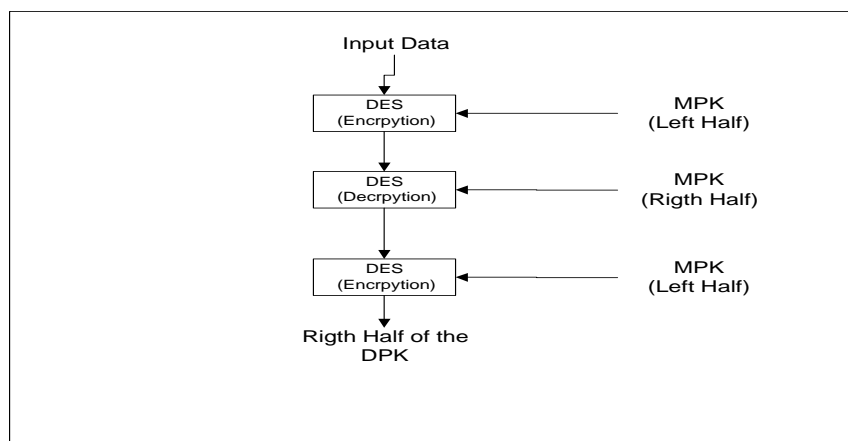 Input Data
DES
(Encrpytion)
MPK
(Left Half)
DES
(Decrpytion)
MPK
(Rigth Half)
DES
(Encrpytion)
MPK
(Left Half)
Rigth Half of the
DPK